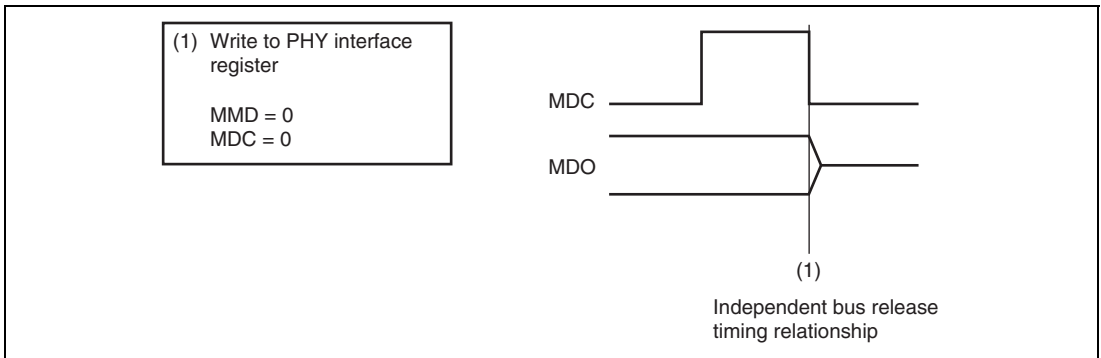 (1) Write to PHY interface
register
MMD = 0
MDC = 0
MDC
MDO
(1)
Independent bus release
timing relationship